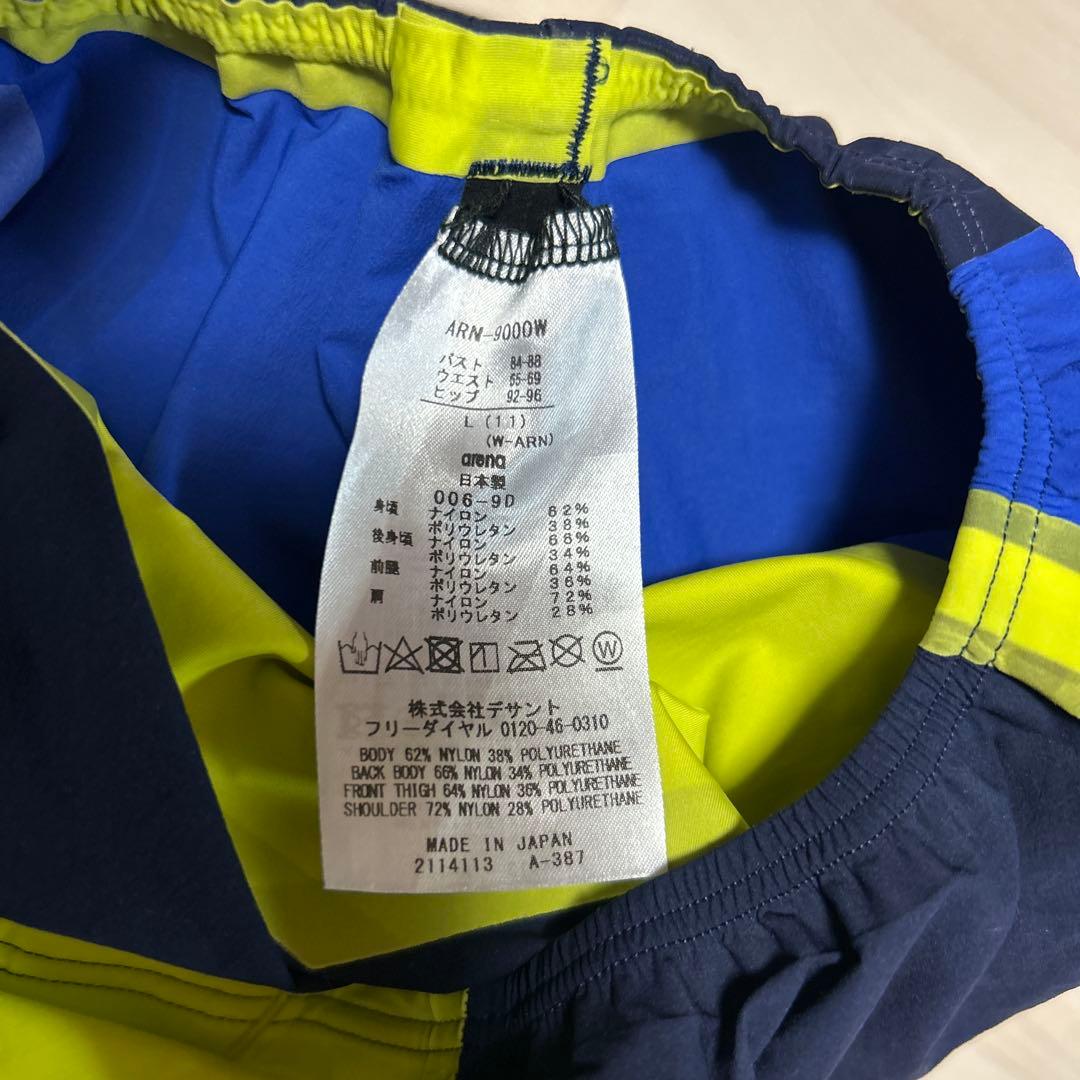 ARN-9000W
バスト 84-88
ウエスト 65-69
ヒップ 92-96
L (11)
(W-ARN)
arena
日本製
006-9D
身頃 ナイロン 62%
ポリウレタン 38%
後身頃 ナイロン 66%
ポリウレタン 34%
前腿 ナイロン 64%
ポリウレタン 36%
肩 ナイロン 72%
ポリウレタン 28%
W
株式会社デサント
フリーダイヤル 0120-46-0310
BODY 62% NYLON 38% POLYURETHANE
BACK BODY 66% NYLON 34% POLYURETHANE
FRONT THIGH 64% NYLON 36% POLYURETHANE
SHOULDER 72% NYLON 28% POLYURETHANE
MADE IN JAPAN
2114113 A-387